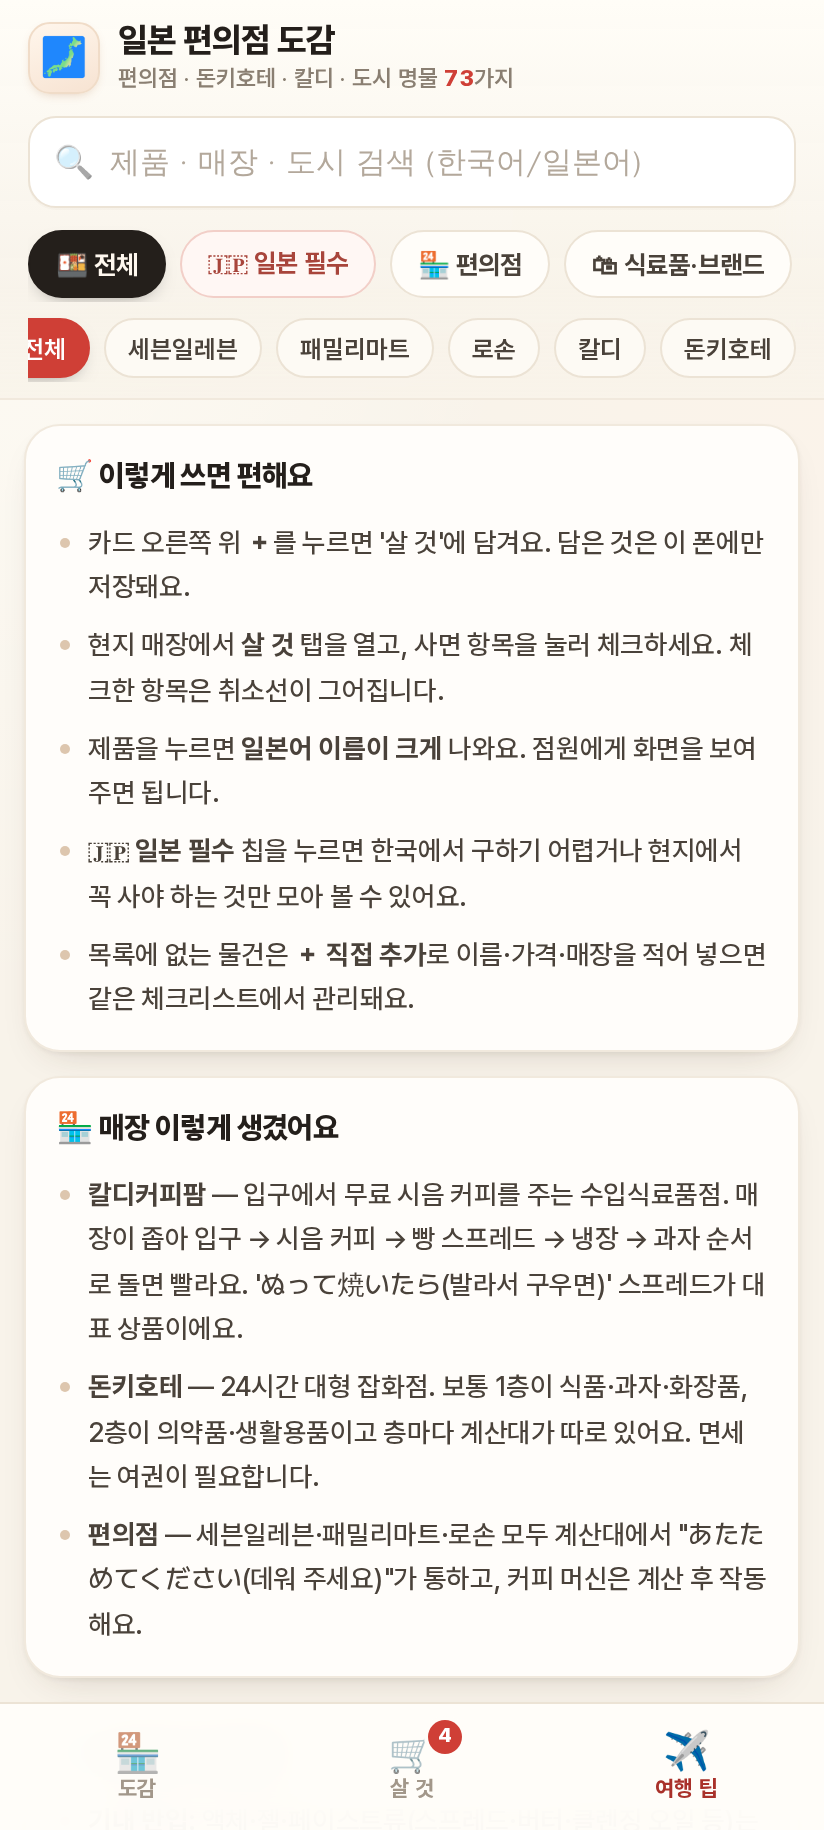 일본 편의점 도감
편의점 · 돈키호테 · 칼디 · 도시 명물 73가지
제품 · 매장 · 도시 검색 (한국어/일본어)
전체 JP 일본 필수 편의점 식료품·브랜드
전체 세븐일레븐 패밀리마트 로손 칼디 돈키호테
이렇게 쓰면 편해요
카드 오른쪽 위 +를 누르면 '살 것'에 담겨요. 담은 것은 이 폰에만
저장돼요.
현지 매장에서 살 것 탭을 열고, 사면 항목을 눌러 체크하세요. 체
크한 항목은 취소선이 그어집니다.
제품을 누르면 일본어 이름이 크게 나와요. 점원에게 화면을 보여
주면 됩니다.
JP 일본 필수 칩을 누르면 한국에서 구하기 어렵거나 현지에서
꼭 사야 하는 것만 모아 볼 수 있어요.
목록에 없는 물건은 + 직접 추가로 이름·가격·매장을 적어 넣으면
같은 체크리스트에서 관리돼요.
24 매장 이렇게 생겼어요
칼디커피팜 — 입구에서 무료 시음 커피를 주는 수입식료품점. 매
장이 좁아 입구 → 시음 커피 → 빵 스프레드 → 냉장 → 과자 순서
로 돌면 빨라요. 'ぬって焼いたら(발라서 구우면)' 스프레드가 대
표 상품이에요.
돈키호테 — 24시간 대형 잡화점. 보통 1층이 식품·과자·화장품,
2층이 의약품·생활용품이고 층마다 계산대가 따로 있어요. 면세
는 여권이 필요합니다.
편의점 — 세븐일레븐·패밀리마트·로손 모두 계산대에서 "あたた
めてください(데워 주세요)"가 통하고, 커피 머신은 계산 후 작동
해요.
24 4
도감 살 것 여행 팁